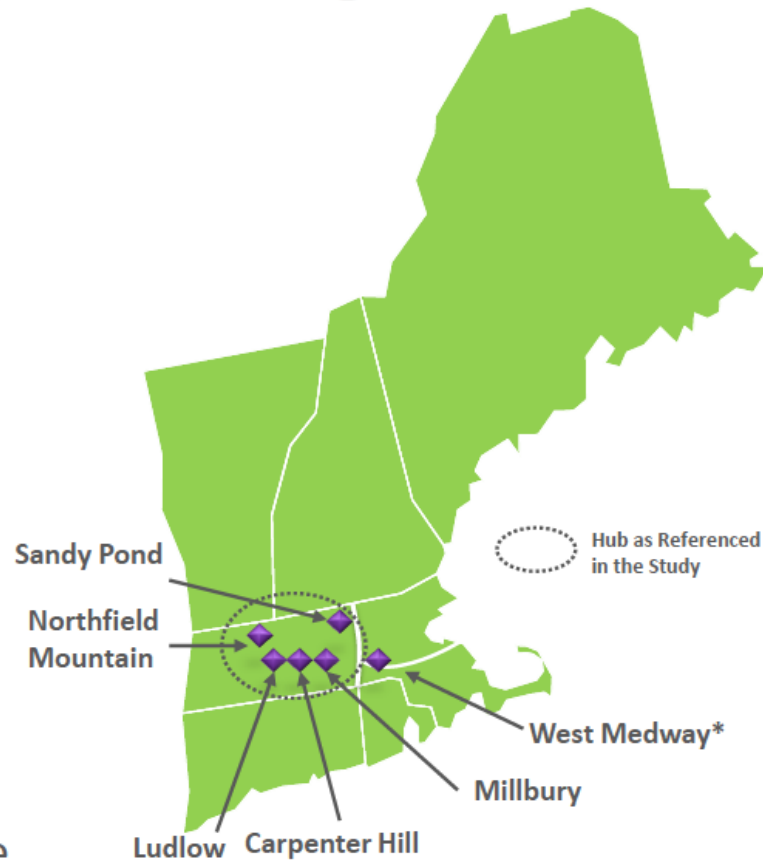 Hub as Referenced
in the Study
Sandy Pond
Northfield
Mountain
West Medway*
Millbury
Ludlow
Carpenter Hill